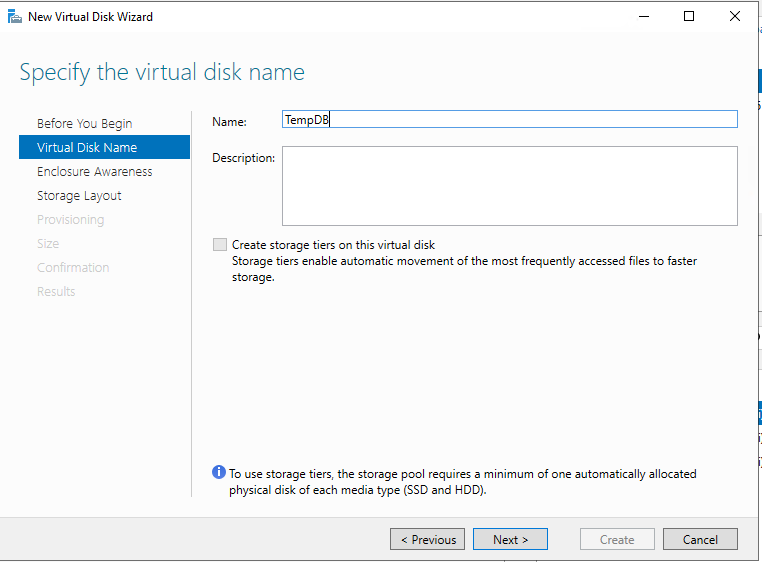 New Virtual Disk Wizard
Specify the virtual disk name
Before You Begin
Virtual Disk Name
Enclosure Awareness
Storage Layout
Provisioning
Size
Confirmation
Results
Name:
TempDB
Description:
Create storage tiers on this virtual disk
Storage tiers enable automatic movement of the most frequently accessed files to faster
storage.
To use storage tiers, the storage pool requires a minimum of one automatically allocated
physical disk of each media type (SSD and HDD).
< Previous
Next >
Create
Cancel